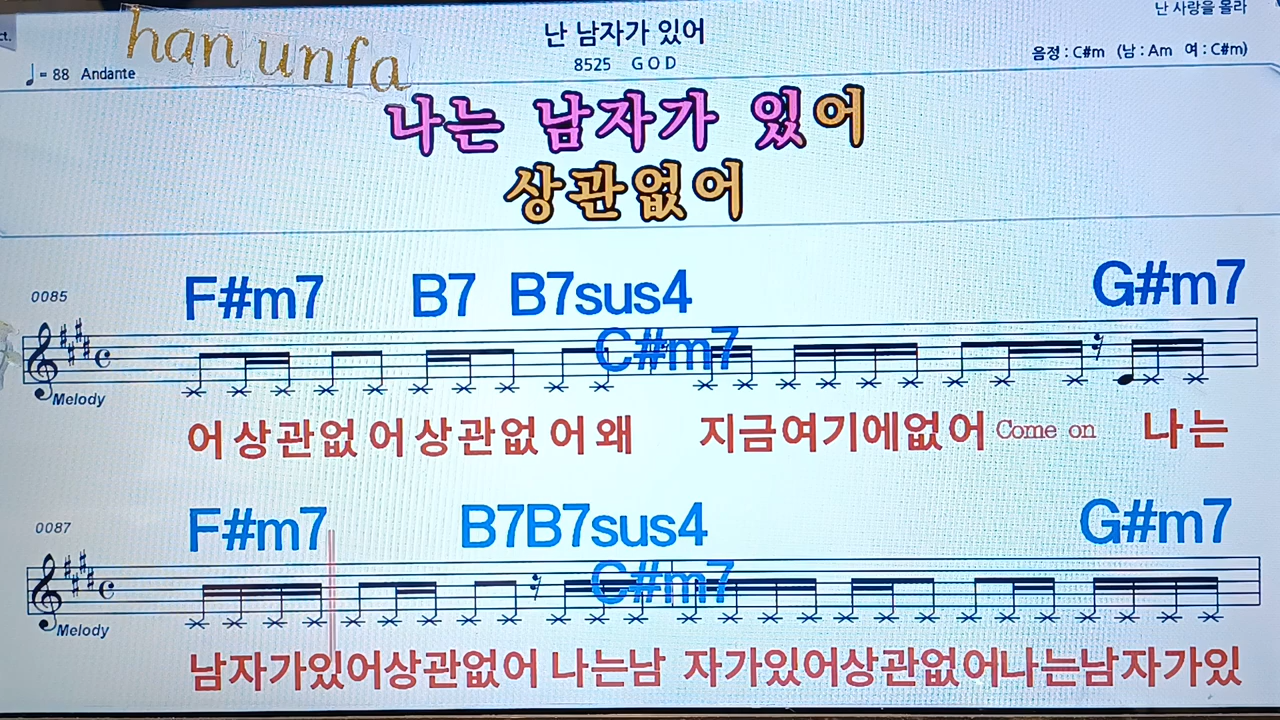 ct.
han unfa
난 남자가 있어
난 사랑을 몰라
♩= 88 Andante
8525 GOD
음정 : C#m (남 : Am 여 : C#m)
나는 남자가 있어
상관없어
0085
F#m7 B7 B7sus4 C#m7 G#m7
Melody
어 상관없 어 상관없 어 왜 지금여기에없어 Come on 나는
0087
F#m7 B7B7sus4 C#m7 G#m7
Melody
남자가있어상관없어 나는남 자가있어상관없어나는남자가있